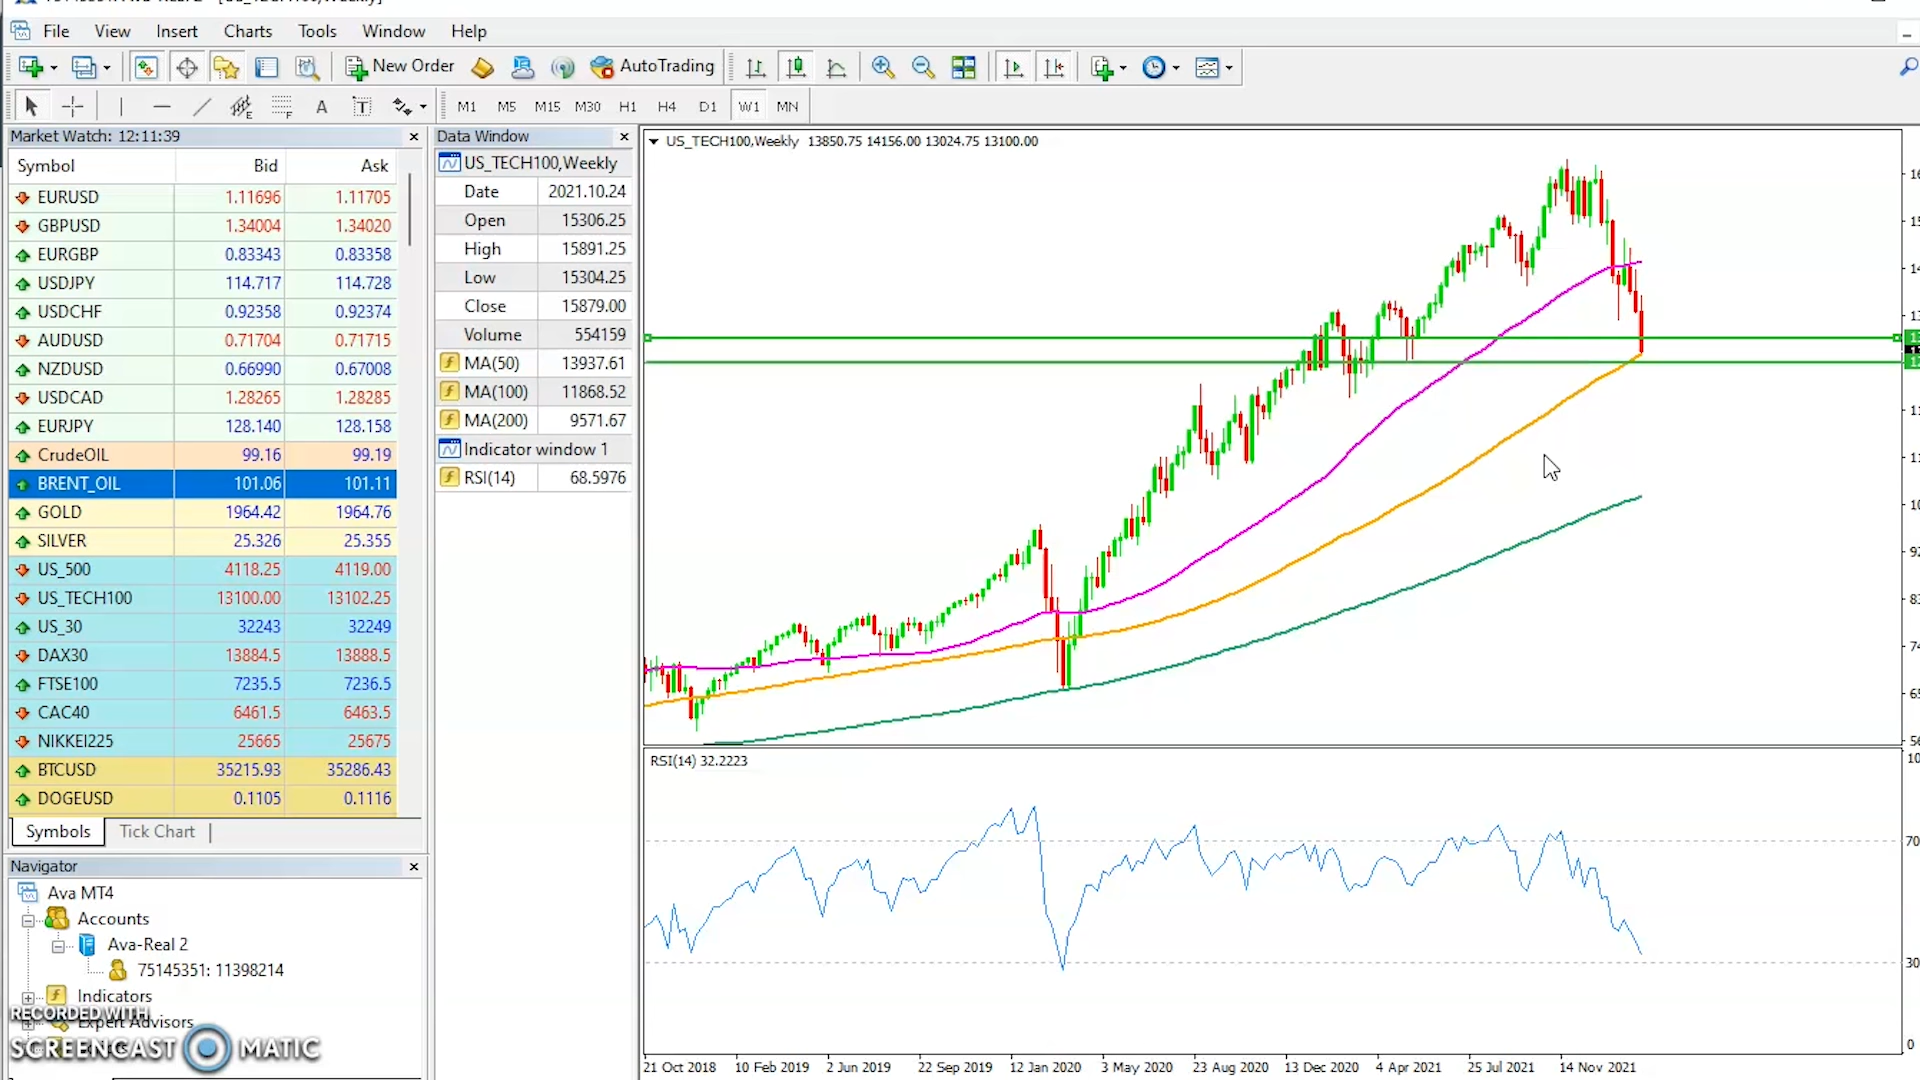 File View Insert Charts Tools Window Help
New Order AutoTrading
A T M1 M5 M15 M30 H1 H4 D1 W1 MN
Market Watch: 12:11:39
Symbol Bid Ask
EURUSD 1.11696 1.11705
GBPUSD 1.34004 1.34020
EURGBP 0.83343 0.83358
USDJPY 114.717 114.728
USDCHF 0.92358 0.92374
AUDUSD 0.71704 0.71715
NZDUSD 0.66990 0.67008
USDCAD 1.28265 1.28285
EURJPY 128.140 128.158
CrudeOIL 99.16 99.19
BRENT_OIL 101.06 101.11
GOLD 1964.42 1964.76
SILVER 25.326 25.355
US_500 4118.25 4119.00
US_TECH100 13100.00 13102.25
US_30 32243 32249
DAX30 13884.5 13888.5
FTSE100 7235.5 7236.5
CAC40 6461.5 6463.5
NIKKEI225 25665 25675
BTCUSD 35215.93 35286.43
DOGEUSD 0.1105 0.1116
Symbols Tick Chart
Navigator
Ava MT4
Accounts
Ava-Real 2
75145351: 11398214
Indicators
Expert Advisors
RECORDED WITH
SCREENCAST MATIC
Data Window
US_TECH100,Weekly
Date 2021.10.24
Open 15306.25
High 15891.25
Low 15304.25
Close 15879.00
Volume 554159
MA(50) 13937.61
MA(100) 11868.52
MA(200) 9571.67
Indicator window 1
RSI(14) 68.5976
US_TECH100,Weekly 13850.75 14156.00 13024.75 13100.00
RSI(14) 32.2223
70
30
0
21 Oct 2018 10 Feb 2019 2 Jun 2019 22 Sep 2019 12 Jan 2020 3 May 2020 23 Aug 2020 13 Dec 2020 4 Apr 2021 25 Jul 2021 14 Nov 2021